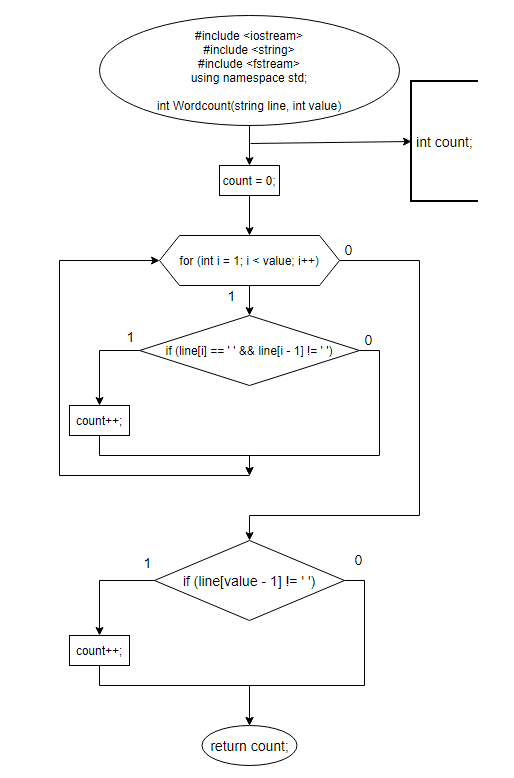 #include <iostream>
#include <string>
#include <fstream>
using namespace std;
int Wordcount(string line, int value)
int count;
count = 0;
for (int i = 1; i < value; i++)
0
1
if (line[i] == ' ' && line[i - 1] != ' ')
1
0
count++;
if (line[value - 1] != ' ')
1
0
count++;
return count;